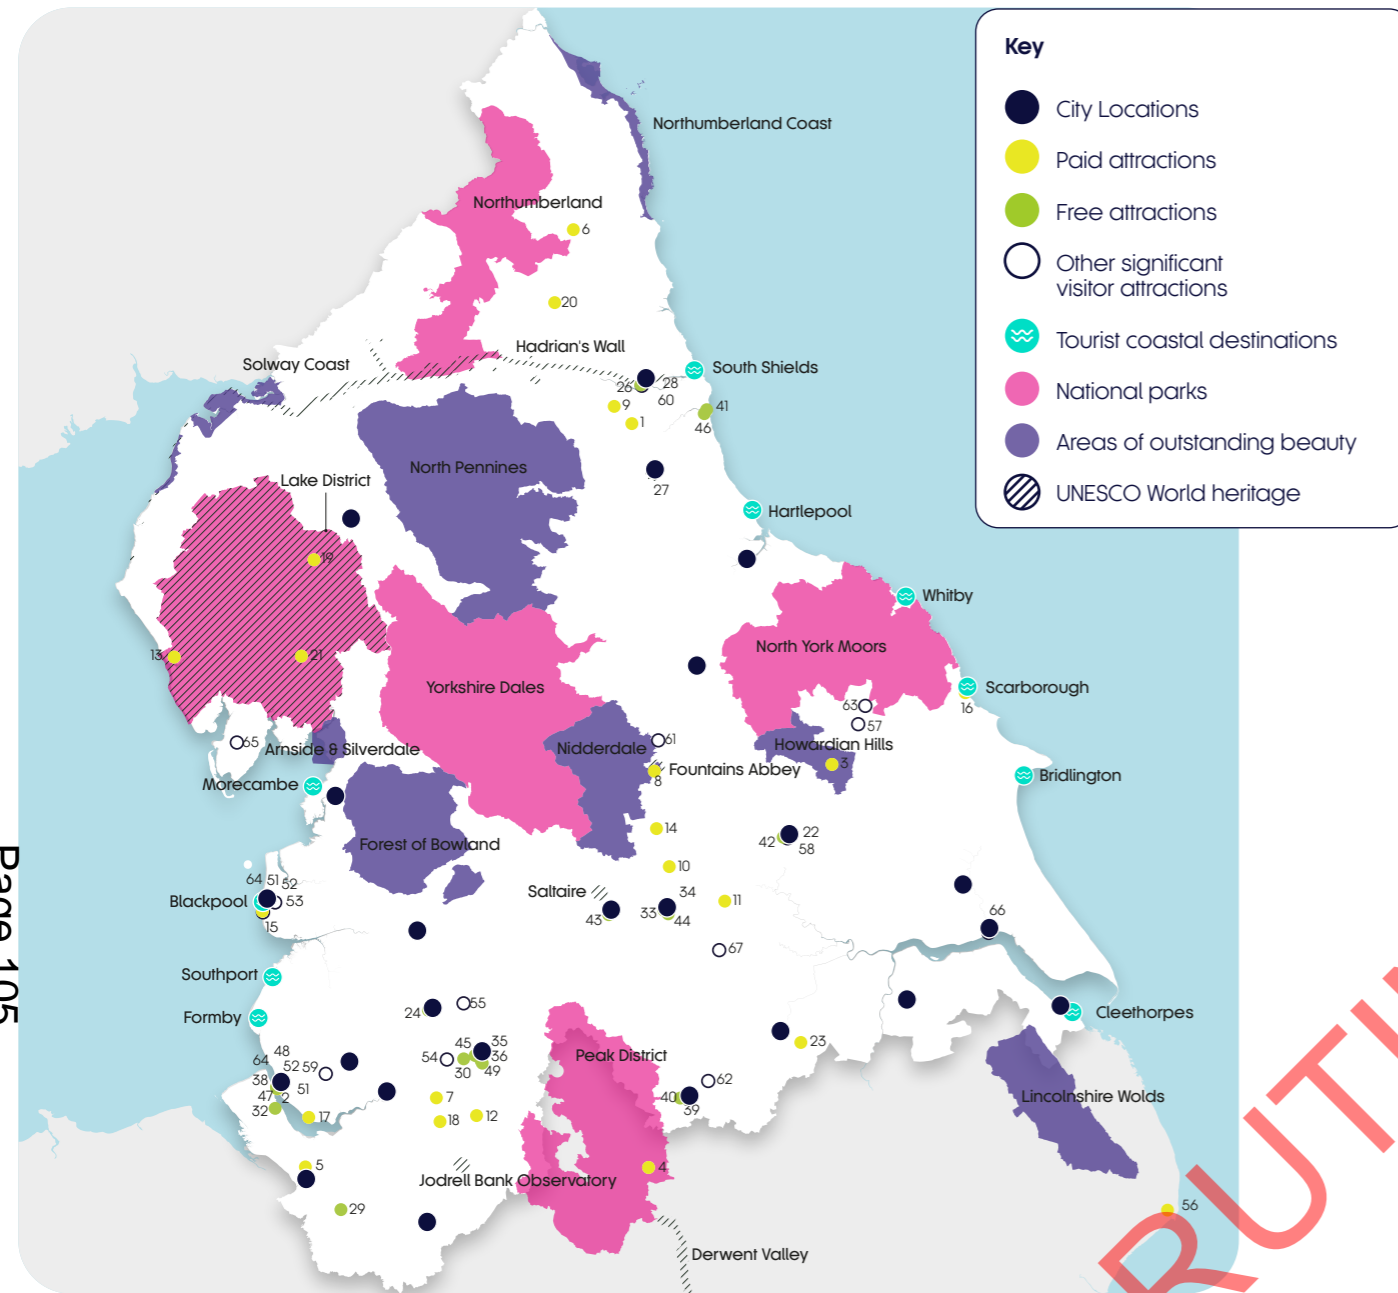 Key
City Locations
Paid attractions
Free attractions
Other significant
visitor attractions
Tourist coastal destinations
National parks
Areas of outstanding beauty
UNESCO World heritage
Northumberland Coast
Northumberland
6
20
Hadrian's Wall
Solway Coast
South Shields
26
28
60
9
1
41
46
North Pennines
27
Lake District
Hartlepool
19
Whitby
13
21
North York Moors
Yorkshire Dales
Scarborough
16
63
57
65
Arnside & Silverdale
Nidderdale
61
Howardian Hills
3
Fountains Abbey
8
Morecambe
Bridlington
14
Forest of Bowland
42
22
58
10
64
51
52
53
Blackpool
15
Saltaire
43
34
33
44
11
66
67
Southport
Formby
24
55
Cleethorpes
23
45
35
36
54
30
49
Peak District
64
48
52
59
38
51
47
2
32
17
7
18
12
62
40
39
Lincolnshire Wolds
5
4
Jodrell Bank Observatory
29
56
Derwent Valley
Page 105
RUTI